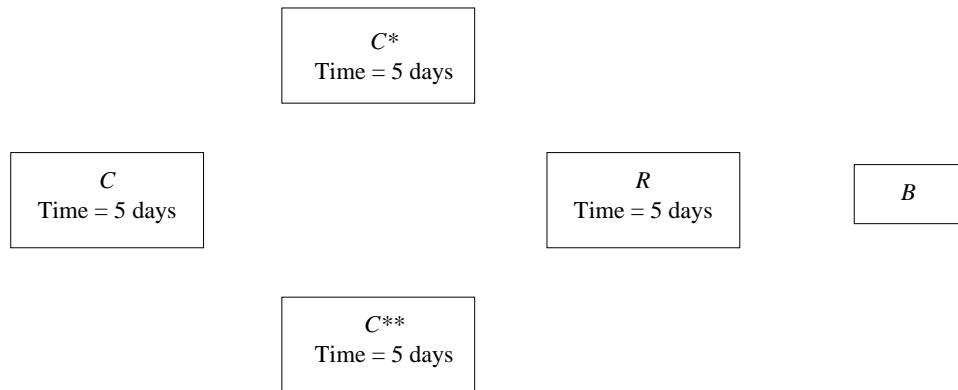 C*
Time = 5 days
C
Time = 5 days
R
Time = 5 days
B
C**
Time = 5 days